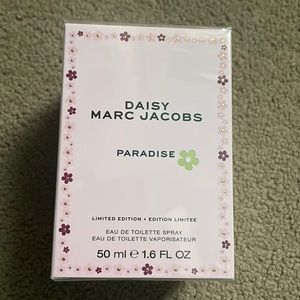 DAISY
MARC JACOBS
PARADISE
LIMITED EDITION • EDITION LIMITEE
EAU DE TOILETTE SPRAY
EAU DE TOILETTE VAPORISATEUR
50 ml ℮ 1.6 FL OZ